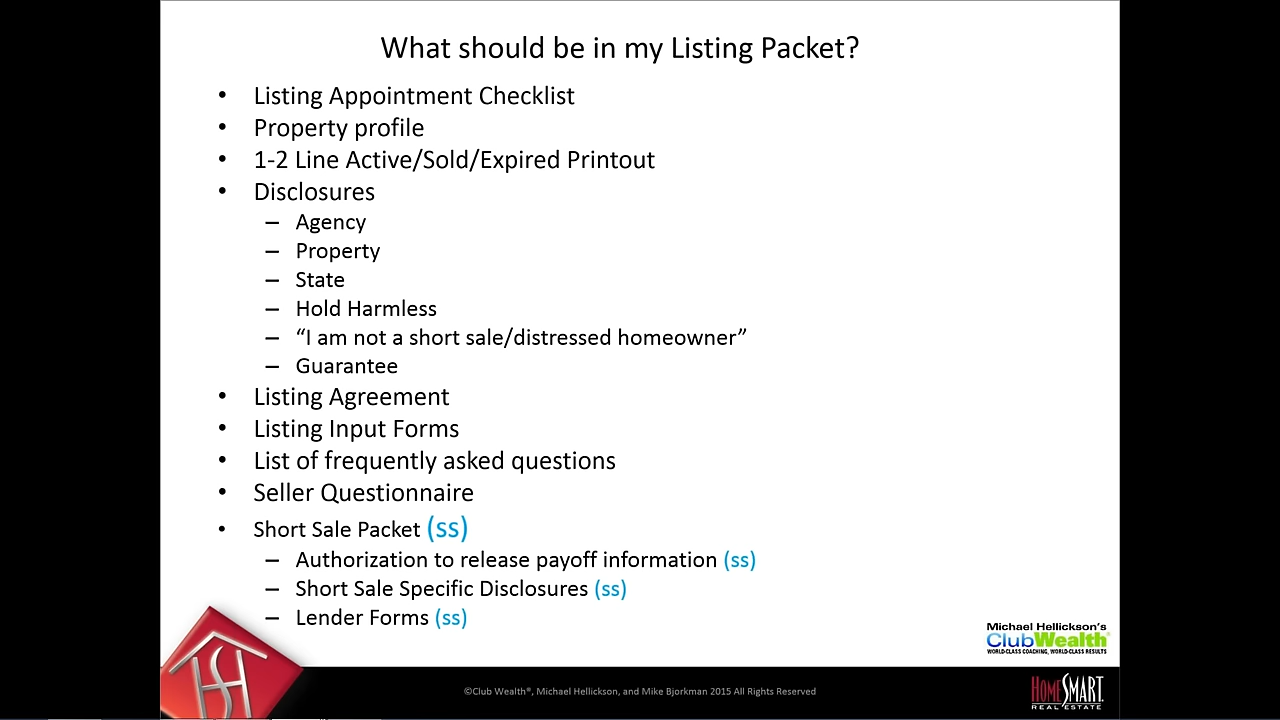 What should be in my Listing Packet?
• Listing Appointment Checklist
• Property profile
• 1-2 Line Active/Sold/Expired Printout
• Disclosures
– Agency
– Property
– State
– Hold Harmless
– “I am not a short sale/distressed homeowner”
– Guarantee
• Listing Agreement
• Listing Input Forms
• List of frequently asked questions
• Seller Questionnaire
• Short Sale Packet (ss)
– Authorization to release payoff information (ss)
– Short Sale Specific Disclosures (ss)
– Lender Forms (ss)
Michael Hellickson's
ClubWealth®
WORLD-CLASS COACHING, WORLD-CLASS RESULTS
©Club Wealth®, Michael Hellickson, and Mike Bjorkman 2015 All Rights Reserved
HOMESMART
REAL ESTATE